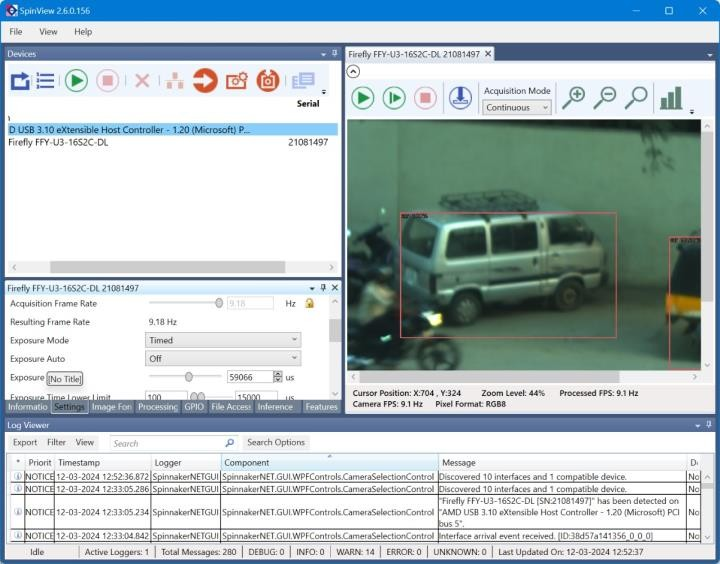 SpinView 2.6.0.156
File View Help
Devices
Serial
D USB 3.10 eXtensible Host Controller - 1.20 (Microsoft) P...
Firefly FFY-U3-16S2C-DL 21081497
Firefly FFY-U3-16S2C-DL 21081497
Acquisition Frame Rate 9.18 Hz
Resulting Frame Rate 9.18 Hz
Exposure Mode Timed
Exposure Auto Off
Exposure [No Title] 59066 us
Exposure Time Lower Limit 100 15000 us
Informatio Settings Image Fon Processing GPIO File Access Inference Features
Firefly FFY-U3-16S2C-DL 21081497
Acquisition Mode
Continuous
Cursor Position: X:704 , Y:324 Zoom Level: 44% Processed FPS: 9.1 Hz
Camera FPS: 9.1 Hz Pixel Format: RGB8
Log Viewer
Export Filter View Search Search Options
* Priorit Timestamp Logger Component Message
NOTICE 12-03-2024 12:52:36.872 SpinnakerNETGUI SpinnakerNET.GUI.WPFControls.CameraSelectionControl Discovered 10 interfaces and 1 compatible device. No
NOTICE 12-03-2024 12:33:05.286 SpinnakerNETGUI SpinnakerNET.GUI.WPFControls.CameraSelectionControl Discovered 10 interfaces and 1 compatible device. No
NOTICE 12-03-2024 12:33:05.234 SpinnakerNETGUI SpinnakerNET.GUI.WPFControls.CameraSelectionControl "Firefly FFY-U3-16S2C-DL [SN:21081497]" has been detected on
"AMD USB 3.10 eXtensible Host Controller - 1.20 (Microsoft) PCI
bus 5". No
NOTICE 12-03-2024 12:33:04.842 SpinnakerNETGUI SpinnakerNET.GUI.WPFControls.CameraSelectionControl Interface arrival event received. [ID:38d57a141356_0_0_0] No
Idle Active Loggers: 1 Total Messages: 280 DEBUG: 0 INFO: 0 WARN: 14 ERROR: 0 UNKNOWN: 0 Last Updated On: 12-03-2024 12:52:37